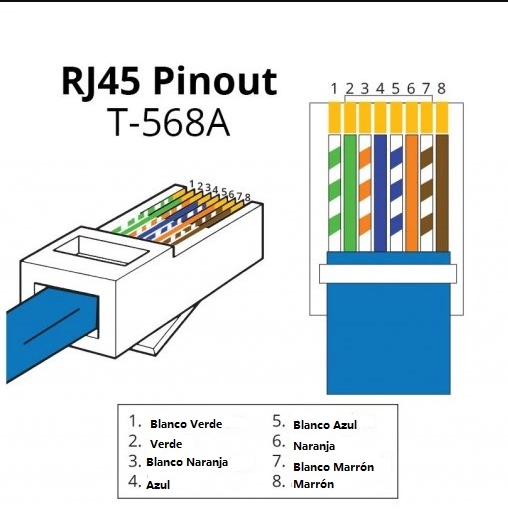 RJ45 Pinout
T-568A
1 2 3 4 5 6 7 8
1 2 3 4 5 6 7 8
1. Blanco Verde
2. Verde
3. Blanco Naranja
4. Azul
5. Blanco Azul
6. Naranja
7. Blanco Marrón
8. Marrón